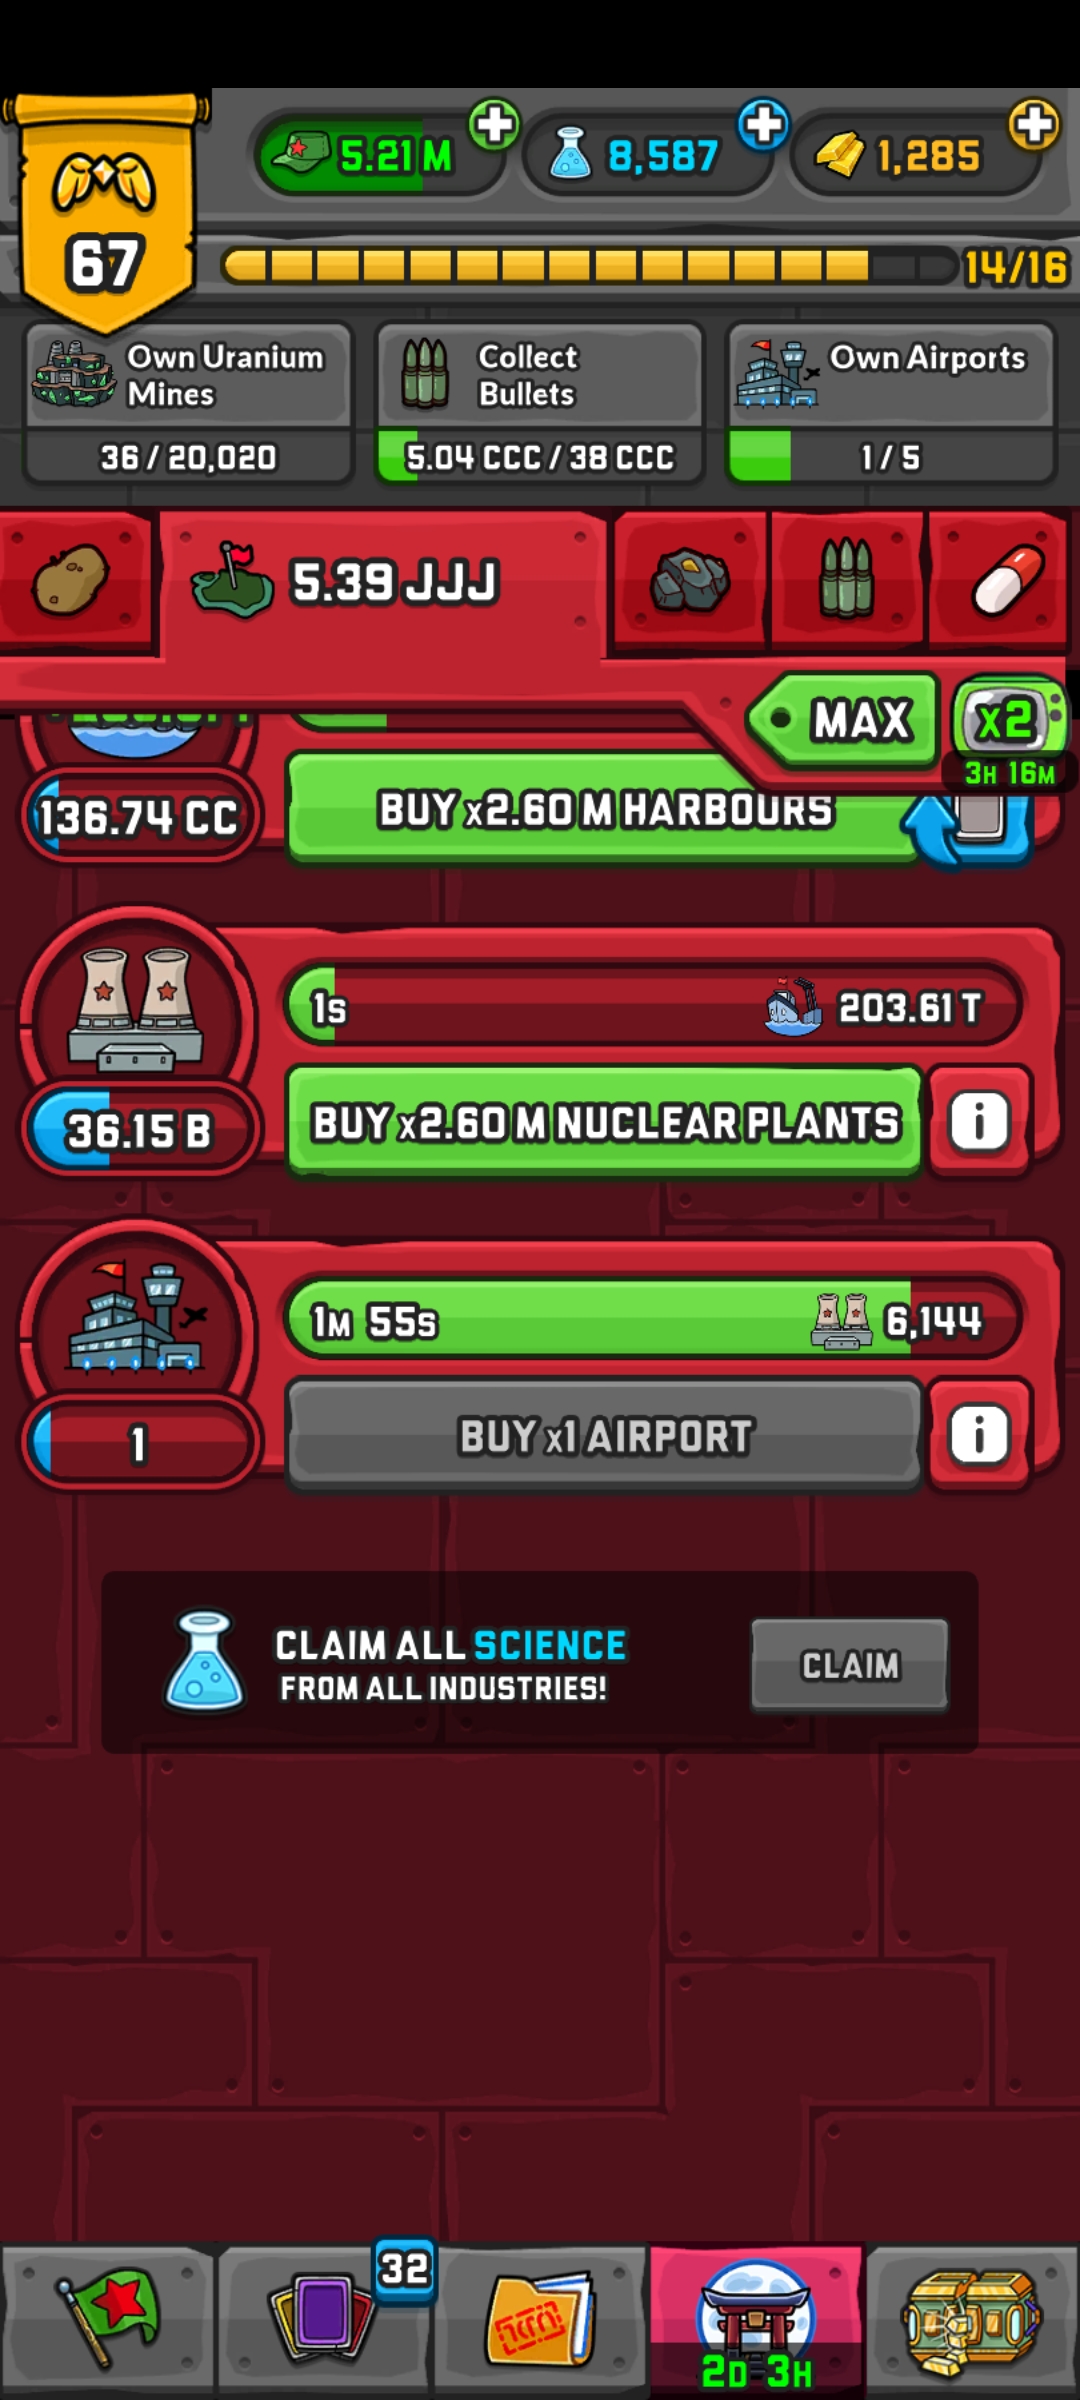 5.21 M
8,587
1,285
67
14/16
Own Uranium
Mines
36 / 20,020
Collect
Bullets
5.04 CCC / 38 CCC
Own Airports
1 / 5
5.39 JJJ
MAX
x2
3H 16M
136.74 CC
BUY x2.60 M HARBOURS
1S
203.61 T
36.15 B
BUY x2.60 M NUCLEAR PLANTS
i
1M 55S
6,144
1
BUY x1 AIRPORT
i
CLAIM ALL SCIENCE
FROM ALL INDUSTRIES!
CLAIM
32
2D 3H